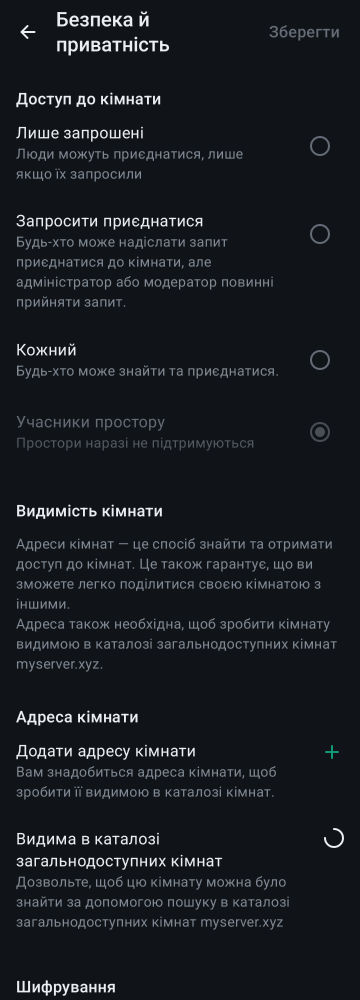 Безпека й
приватність
Зберегти
Доступ до кімнати
Лише запрошені
Люди можуть приєднатися, лише
якщо їх запросили
Запросити приєднатися
Будь-хто може надіслати запит
приєднатися до кімнати, але
адміністратор або модератор повинні
прийняти запит.
Кожний
Будь-хто може знайти та приєднатися.
Учасники простору
Простори наразі не підтримуються
Видимість кімнати
Адреси кімнат — це спосіб знайти та отримати
доступ до кімнат. Це також гарантує, що ви
зможете легко поділитися своєю кімнатою з
іншими.
Адреса також необхідна, щоб зробити кімнату
видимою в каталозі загальнодоступних кімнат
myserver.xyz.
Адреса кімнати
Додати адресу кімнати
Вам знадобиться адреса кімнати, щоб
зробити її видимою в каталозі кімнат.
Видима в каталозі
загальнодоступних кімнат
Дозвольте, щоб цю кімнату можна було
знайти за допомогою пошуку в каталозі
загальнодоступних кімнат myserver.xyz
Шифрування